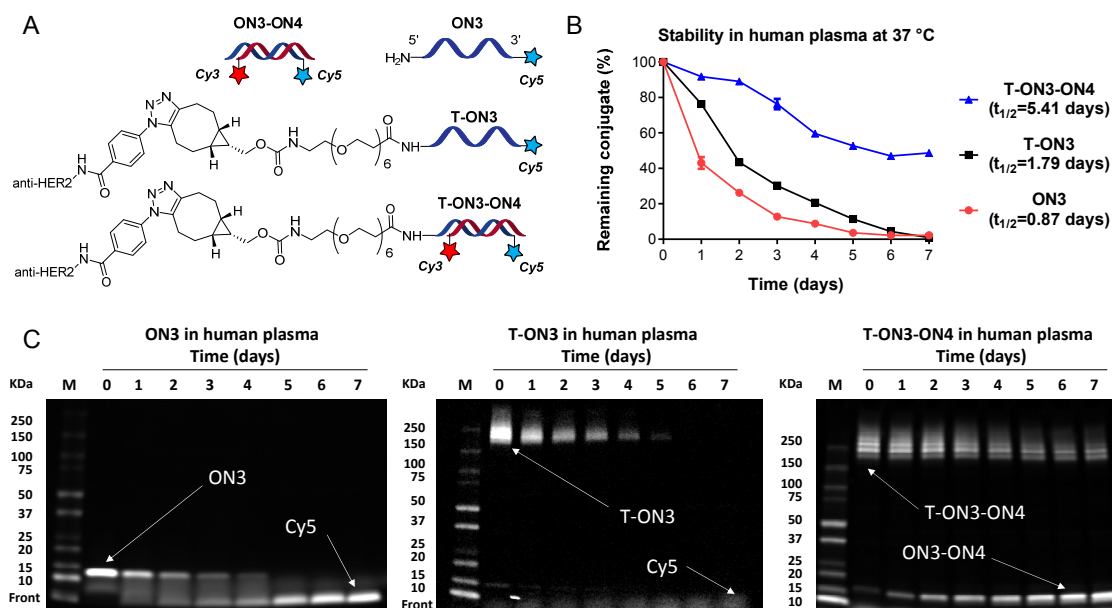 A
ON3-ON4
Cy3
Cy5
ON3
5'
3'
H₂N
Cy5
N
N
N
H
H
O
O
H
N
O
6
O
NH
T-ON3
Cy5
anti-HER2
H
N
O
N
N
N
H
H
O
O
H
N
O
6
O
NH
T-ON3-ON4
Cy3
Cy5
anti-HER2
H
N
O
B
Stability in human plasma at 37 °C
Remaining conjugate (%)
100
80
60
40
20
0
0 1 2 3 4 5 6 7
Time (days)
T-ON3-ON4
(t1/2=5.41 days)
T-ON3
(t1/2=1.79 days)
ON3
(t1/2=0.87 days)
C
ON3 in human plasma
Time (days)
KDa M 0 1 2 3 4 5 6 7
250
150
100
75
50
37
25
20
15
10
Front
ON3
Cy5
T-ON3 in human plasma
Time (days)
KDa M 0 1 2 3 4 5 6 7
250
150
100
75
50
37
25
20
15
10
Front
T-ON3
Cy5
T-ON3-ON4 in human plasma
Time (days)
KDa M 0 1 2 3 4 5 6 7
250
150
100
75
50
37
25
20
15
10
T-ON3-ON4
ON3-ON4